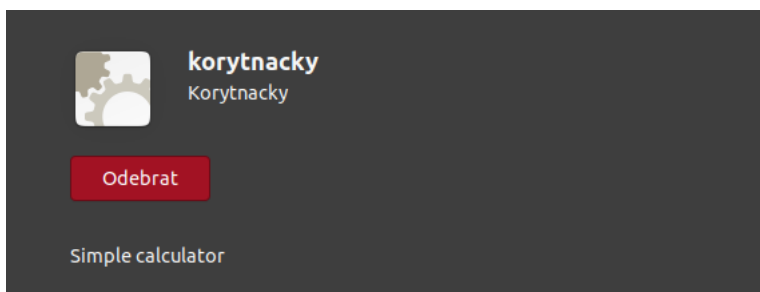 korytnacky
Korytnacky
Odebrat
Simple calculator